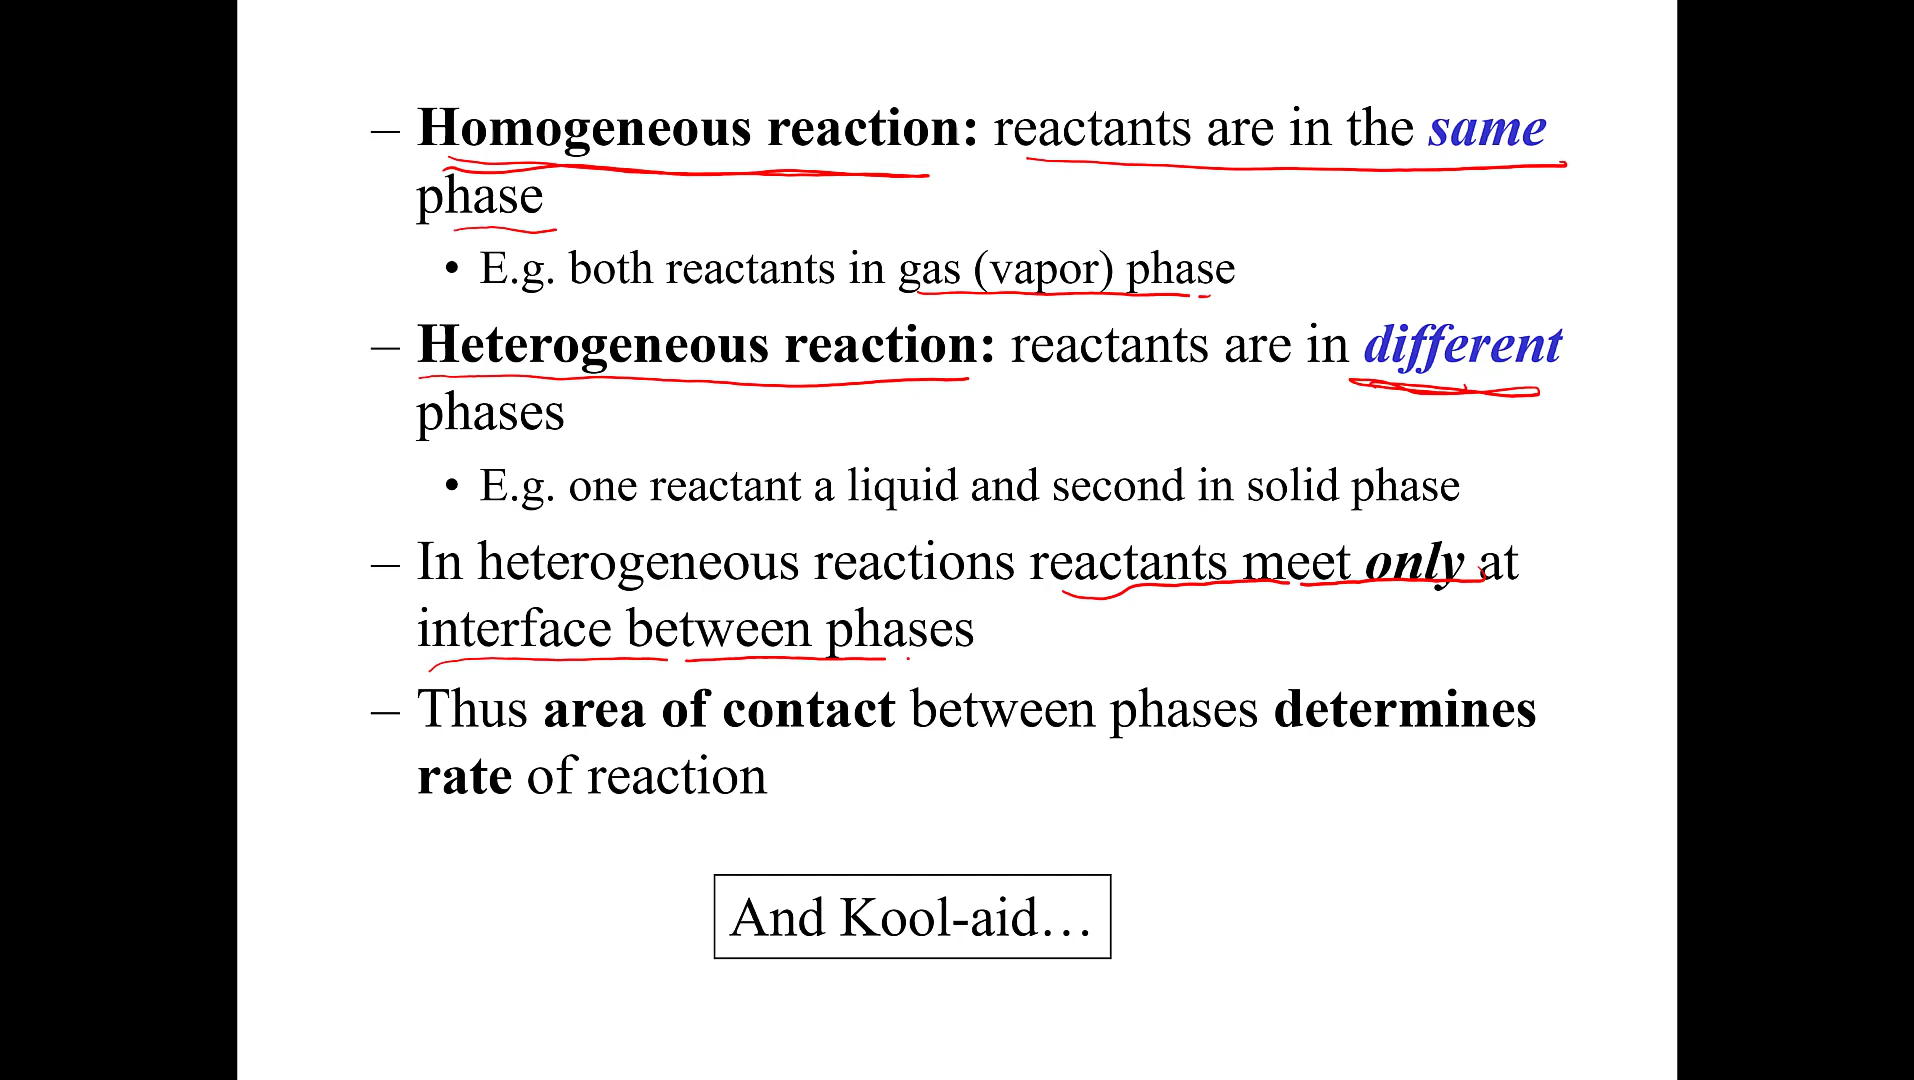 – Homogeneous reaction: reactants are in the same
phase
• E.g. both reactants in gas (vapor) phase
– Heterogeneous reaction: reactants are in different
phases
• E.g. one reactant a liquid and second in solid phase
– In heterogeneous reactions reactants meet only at
interface between phases
– Thus area of contact between phases determines
rate of reaction
And Kool-aid…